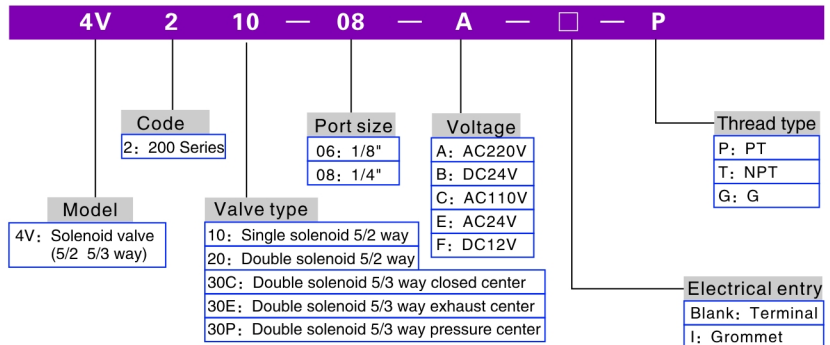 4V 2 10 — 08 — A — □ — P
Code
2：200 Series
Port size
06：1/8"
08：1/4"
Voltage
A：AC220V
B：DC24V
C：AC110V
E：AC24V
F：DC12V
Thread type
P：PT
T：NPT
G：G
Model
4V：Solenoid valve
(5/2 5/3 way)
Valve type
10：Single solenoid 5/2 way
20：Double solenoid 5/2 way
30C：Double solenoid 5/3 way closed center
30E：Double solenoid 5/3 way exhaust center
30P：Double solenoid 5/3 way pressure center
Electrical entry
Blank：Terminal
I：Grommet